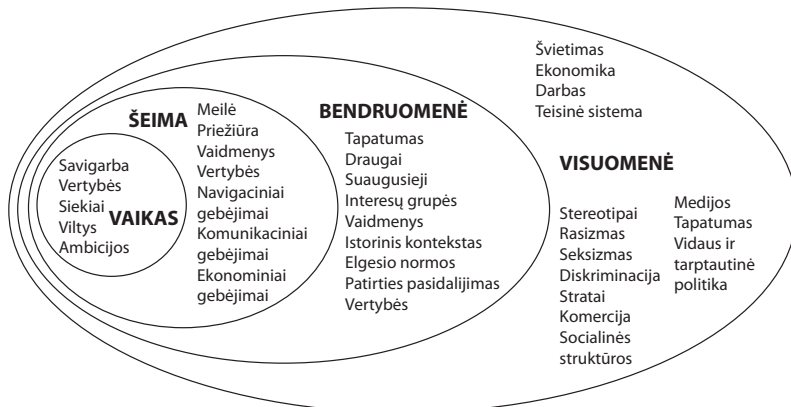 Savigarba
Vertybės
Siekiai
Viltys
VAIKAS
Ambicijos
ŠEIMA
Meilė
Priežiūra
Vaidmenys
Vertybės
Navigaciniai
gebėjimai
Komunikaciniai
gebėjimai
Ekonominiai
gebėjimai
BENDRUOMENĖ
Tapatumas
Draugai
Suaugusieji
Interesų grupės
Vaidmenys
Istorinis kontekstas
Elgesio normos
Patirties pasidalijimas
Vertybės
Švietimas
Ekonomika
Darbas
Teisinė sistema
VISUOMENĖ
Stereotipai
Rasizmas
Seksizmas
Diskriminacija
Stratai
Komercija
Socialinės
struktūros
Medijos
Tapatumas
Vidaus ir
tarptautinė
politika